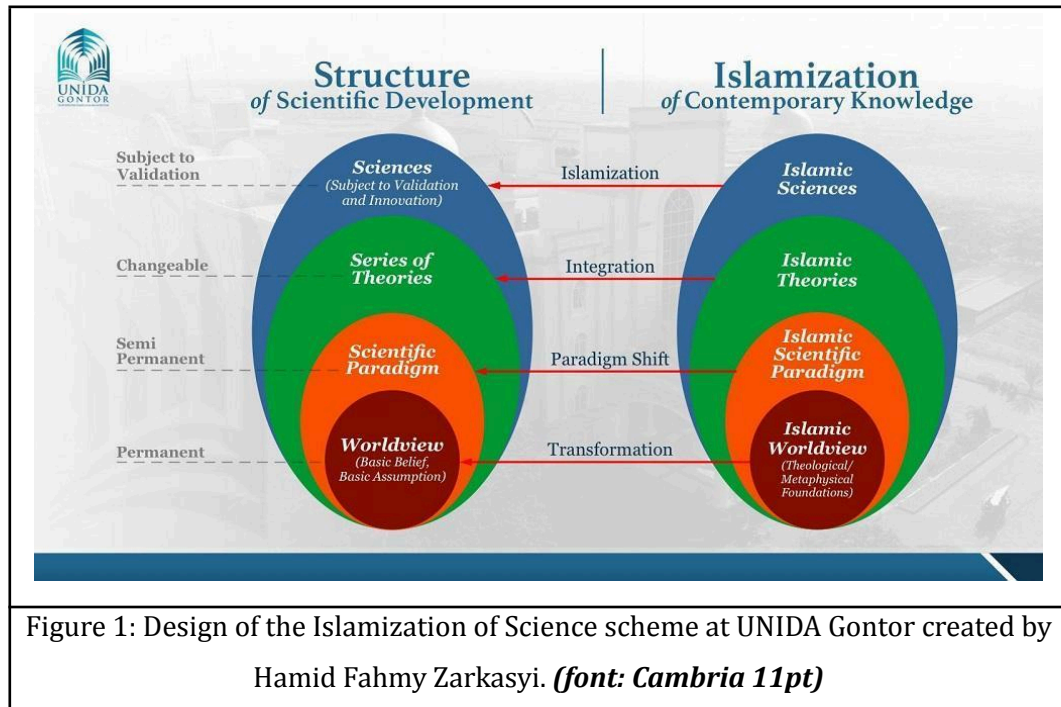 UNIDA
GONTOR
Structure
of Scientific Development
Islamization
of Contemporary Knowledge
Subject to
Validation
Sciences
(Subject to Validation
and Innovation)
Islamization
Islamic
Sciences
Changeable
Series of
Theories
Integration
Islamic
Theories
Semi
Permanent
Scientific
Paradigm
Paradigm Shift
Islamic
Scientific
Paradigm
Permanent
Worldview
(Basic Belief,
Basic Assumption)
Transformation
Islamic
Worldview
(Theological/
Metaphysical
Foundations)
Figure 1: Design of the Islamization of Science scheme at UNIDA Gontor created by
Hamid Fahmy Zarkasyi. (font: Cambria 11pt)